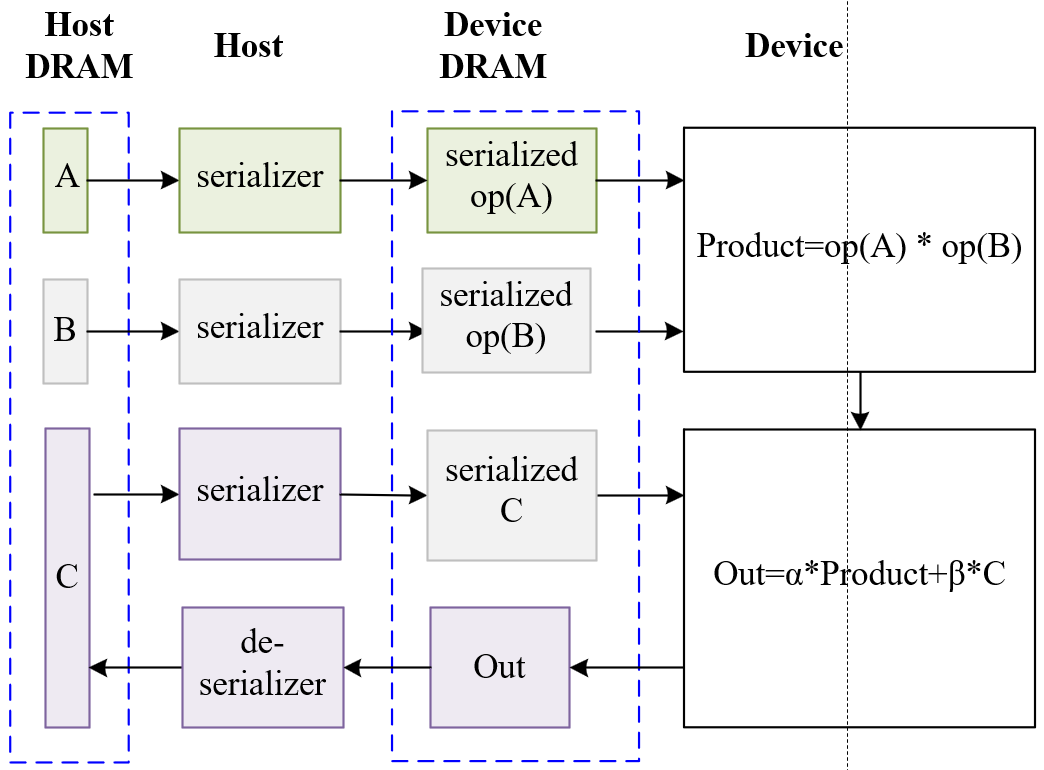 Host
DRAM
Host
Device
DRAM
Device
A
serializer
serialized
op(A)
Product=op(A) * op(B)
B
serializer
serialized
op(B)
C
serializer
serialized
C
Out=α*Product+β*C
de-
serializer
Out